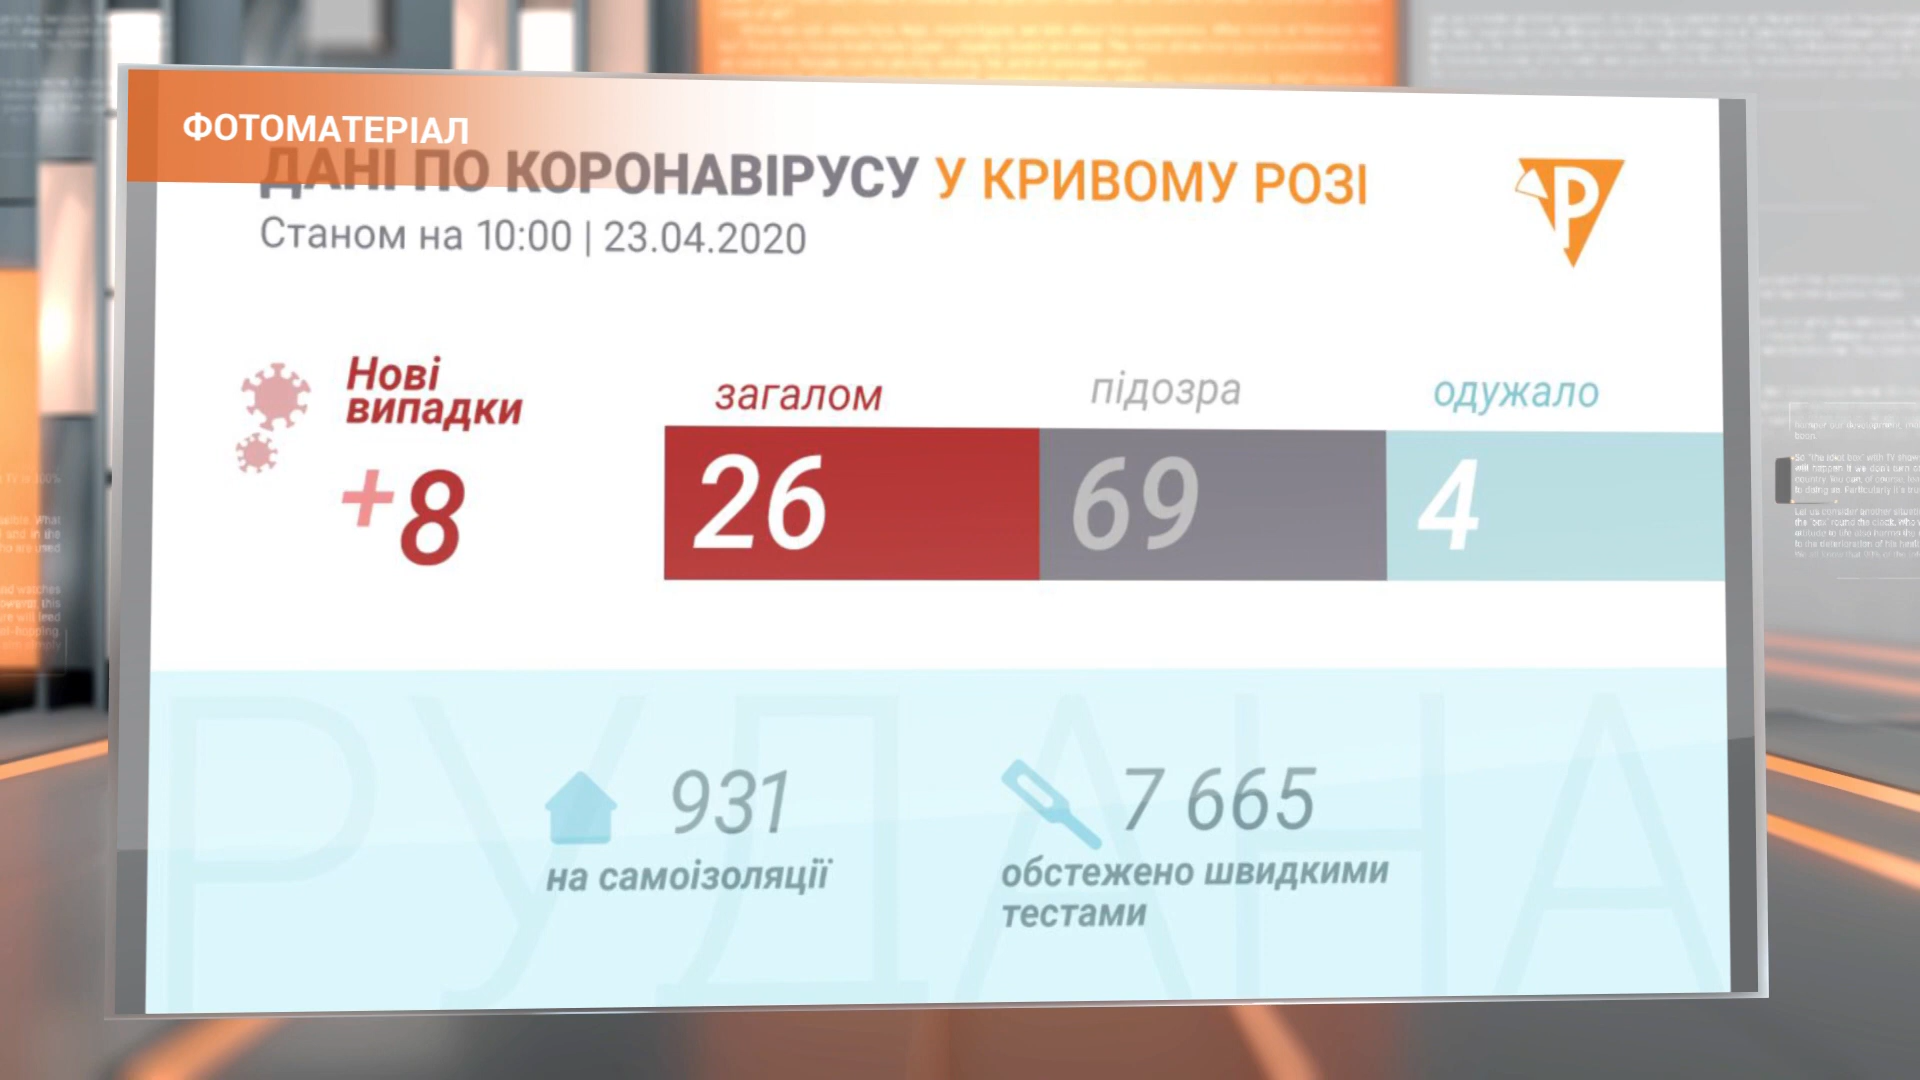 ФОТОМАТЕРІАЛ
ДАНІ ПО КОРОНАВІРУСУ У КРИВОМУ РОЗІ
Станом на 10:00 | 23.04.2020
Р
Нові
випадки
+8
загалом
26
підозра
69
одужало
4
РУДАНА
931
на самоізоляції
7 665
обстежено швидкими
тестами